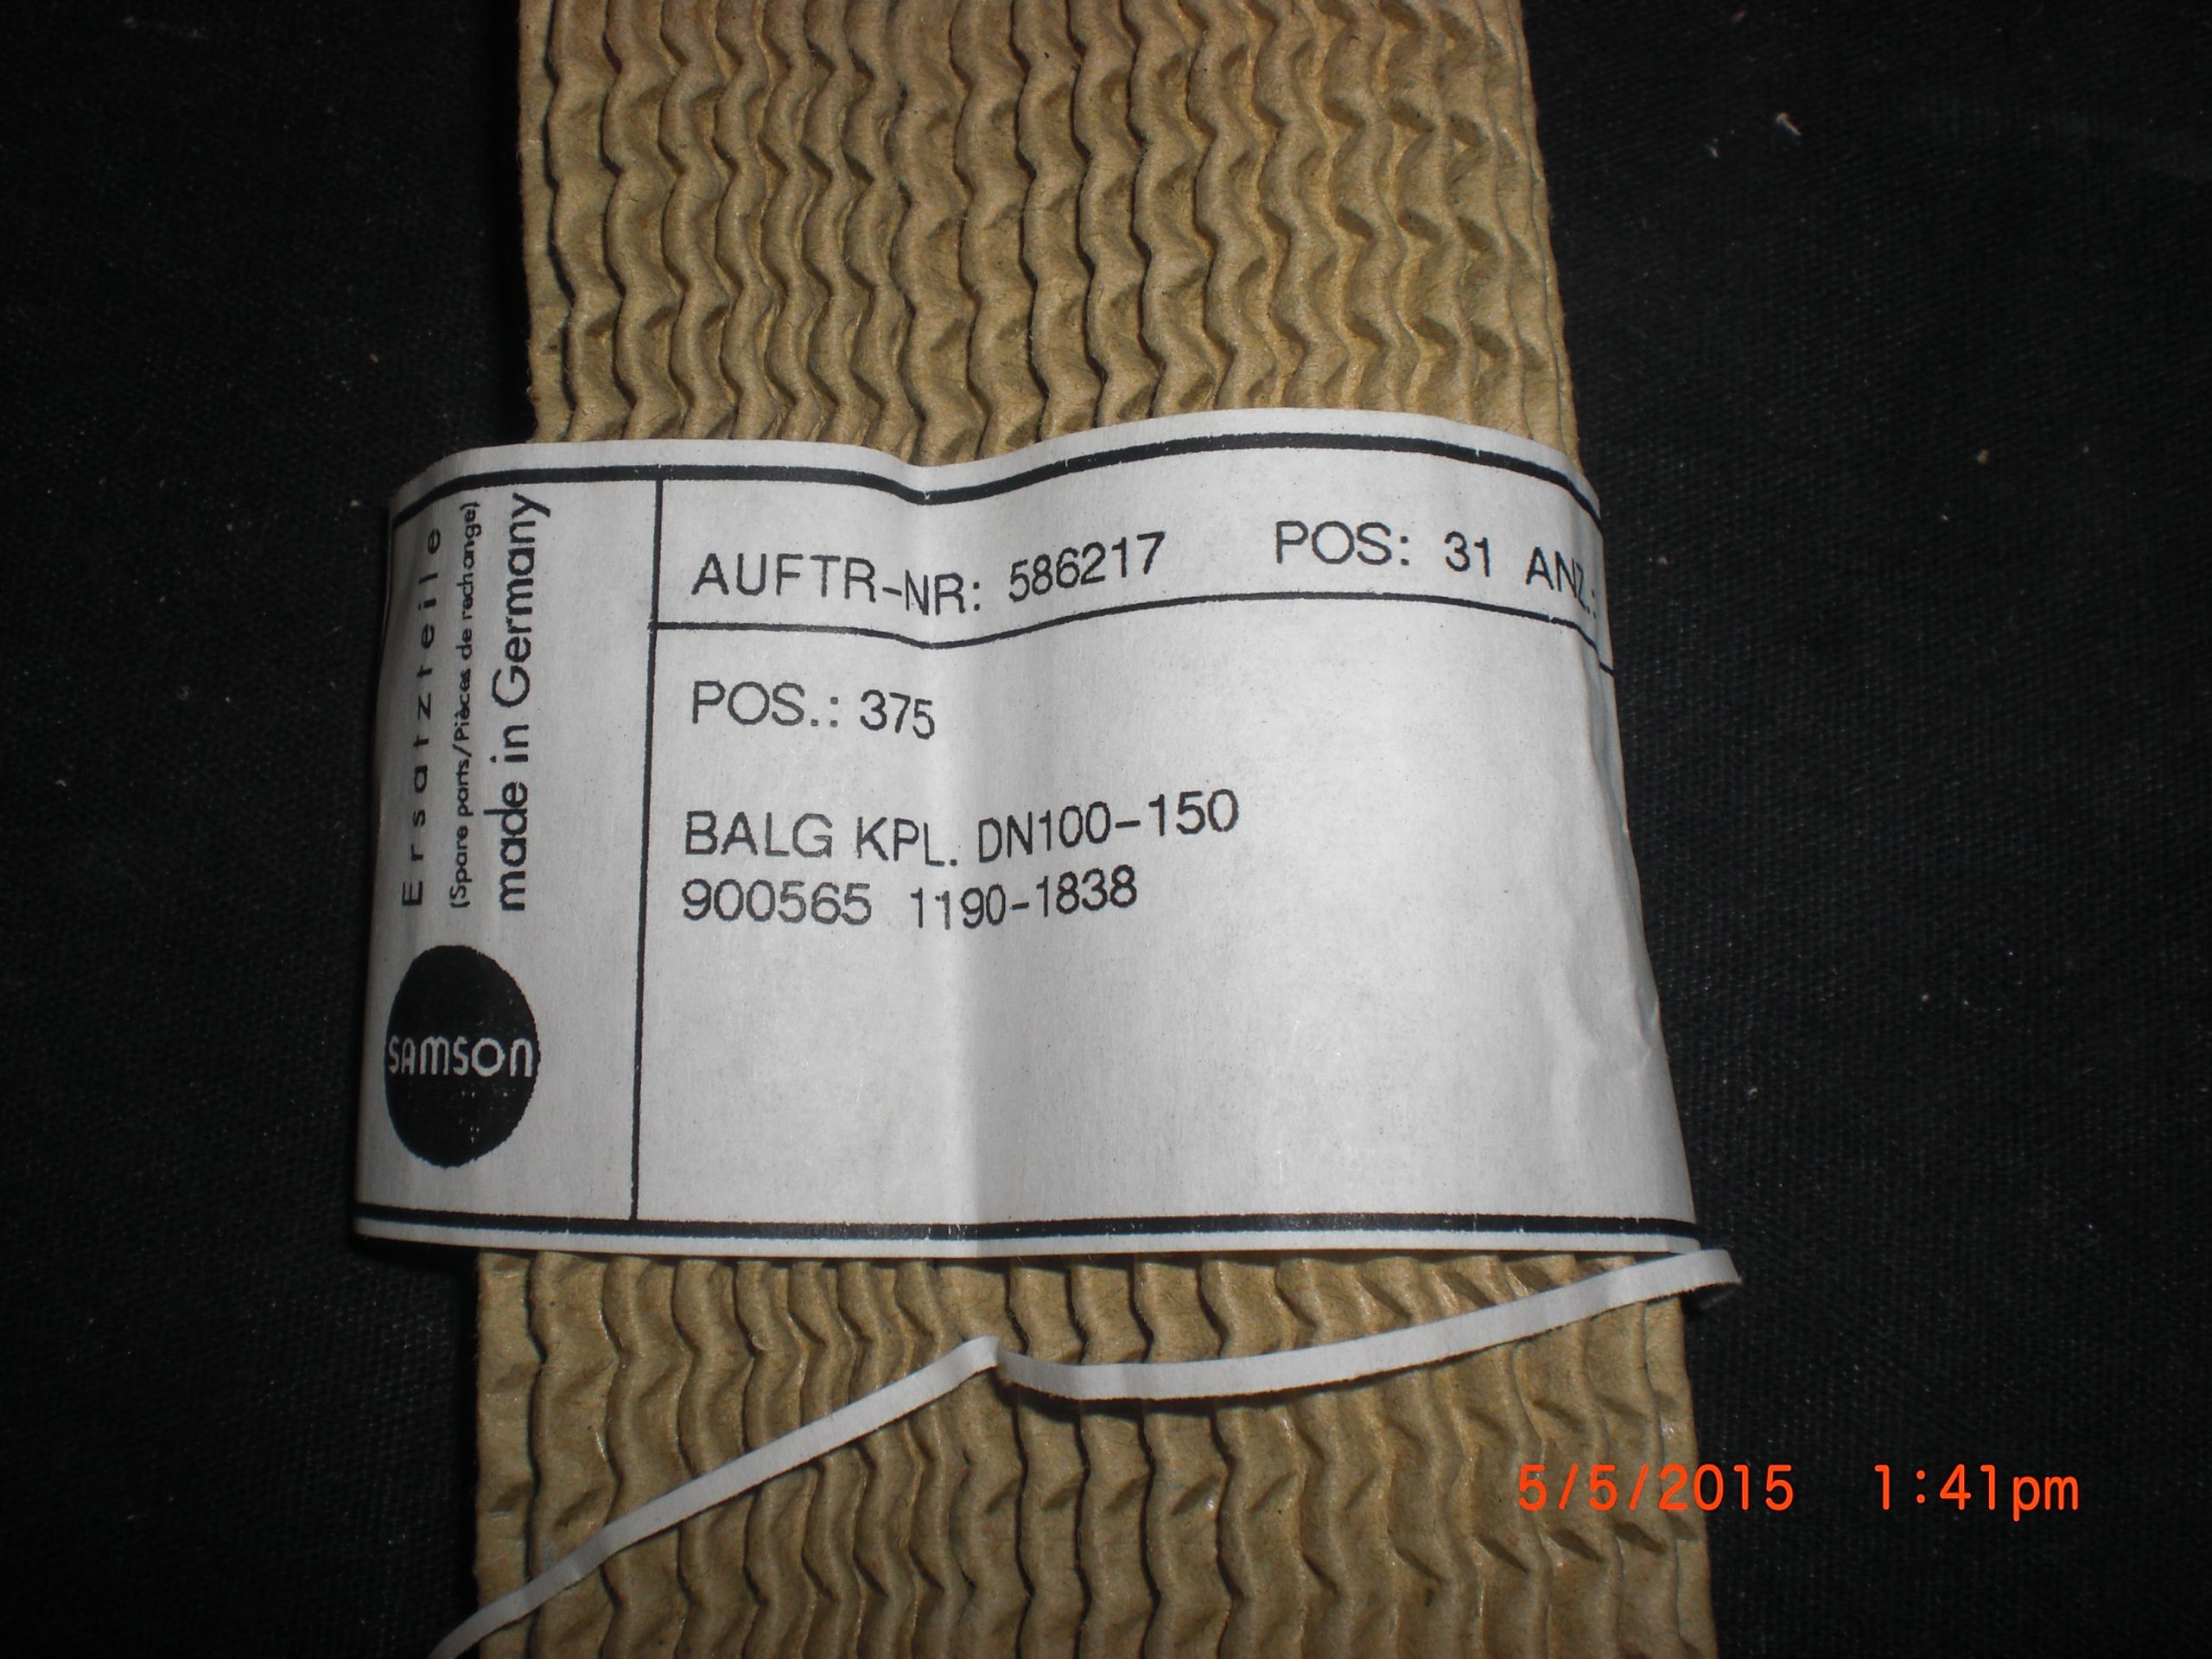 Ersatzteile
(Spare parts/Pièces de rechange)
made in Germany
SAMSON
AUFTR-NR: 586217 POS: 31 ANZ.:
POS.: 375
BALG KPL. DN100-150
900565 1190-1838
5/5/2015 1:41pm